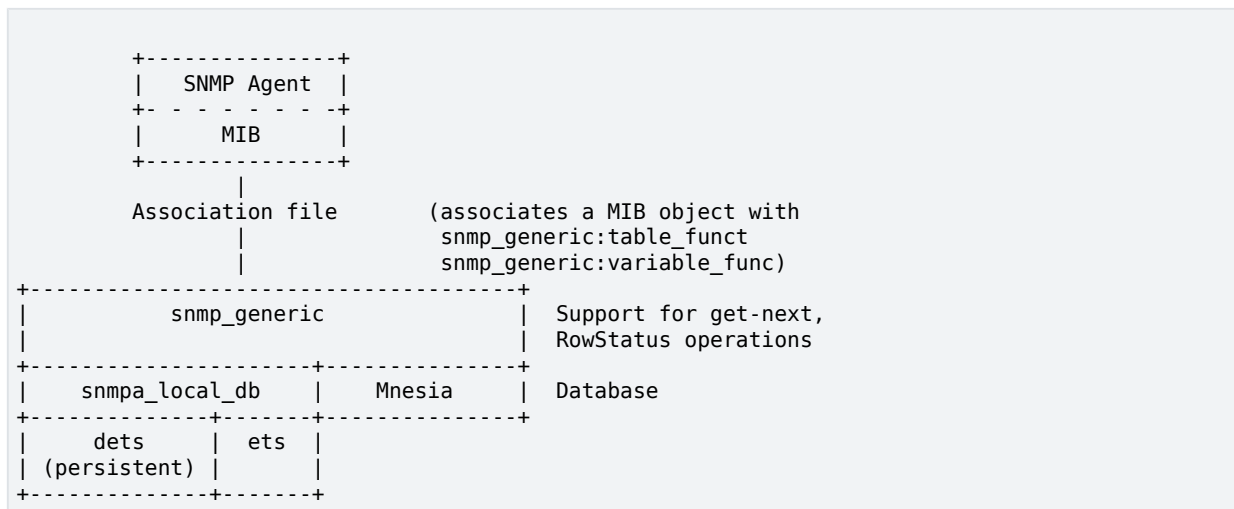 +---------------+
|   SNMP Agent  |
+- - - - - - - -+
|      MIB      |
+---------------+
|
Association file       (associates a MIB object with
|               snmp_generic:table_funct
|               snmp_generic:variable_func)
+--------------------------------------+
|           snmp_generic               |  Support for get-next,
|                                      |  RowStatus operations
+----------------------+---------------+
|    snmpa_local_db    |    Mnesia     |  Database
+--------------+-------+---------------+
|     dets     |  ets  |
| (persistent) |       |
+--------------+-------+